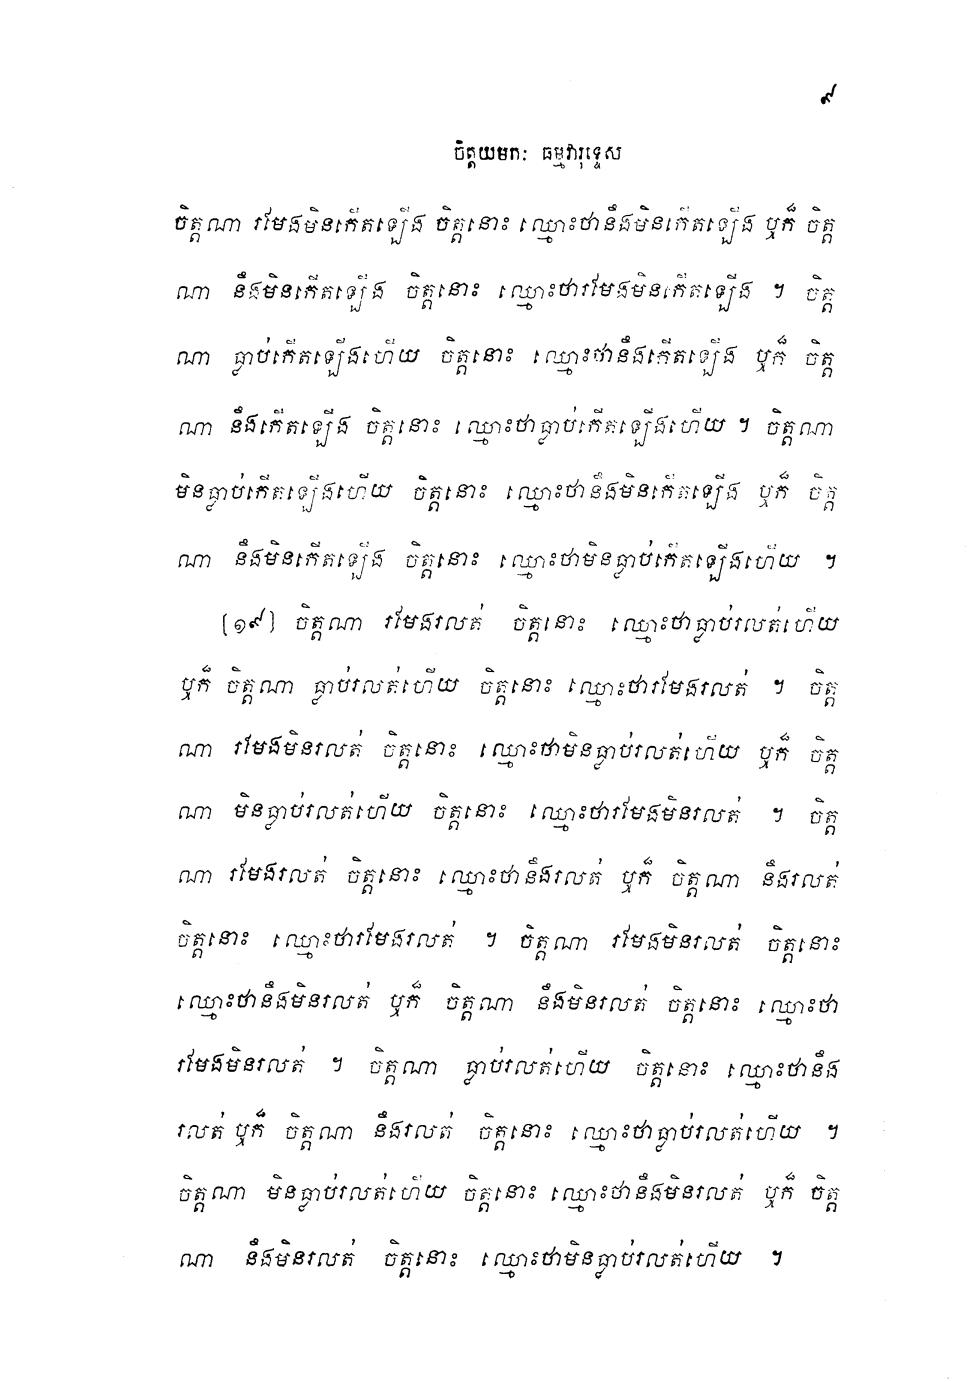 ៩
ចិត្តយមកៈ ធម្មវារុទ្ទេស
ចិត្តណា រមែងមិនកើតឡើង ចិត្តនោះ ឈ្មោះថានឹងមិនកើតឡើង ឬក៏ ចិត្ត
ណា នឹងមិនកើតឡើង ចិត្តនោះ ឈ្មោះថារមែងមិនកើតឡើង ។ ចិត្ត
ណា ធ្លាប់កើតឡើងហើយ ចិត្តនោះ ឈ្មោះថានឹងកើតឡើង ឬក៏ ចិត្ត
ណា នឹងកើតឡើង ចិត្តនោះ ឈ្មោះថាធ្លាប់កើតឡើងហើយ ។ ចិត្តណា
មិនធ្លាប់កើតឡើងហើយ ចិត្តនោះ ឈ្មោះថានឹងមិនកើតឡើង ឬក៏ ចិត្ត
ណា នឹងមិនកើតឡើង ចិត្តនោះ ឈ្មោះថាមិនធ្លាប់កើតឡើងហើយ ។
[១៩] ចិត្តណា រមែងរលត់ ចិត្តនោះ ឈ្មោះថាធ្លាប់រលត់ហើយ
ឬក៏ ចិត្តណា ធ្លាប់រលត់ហើយ ចិត្តនោះ ឈ្មោះថារមែងរលត់ ។ ចិត្ត
ណា រមែងមិនរលត់ ចិត្តនោះ ឈ្មោះថាមិនធ្លាប់រលត់ហើយ ឬក៏ ចិត្ត
ណា មិនធ្លាប់រលត់ហើយ ចិត្តនោះ ឈ្មោះថារមែងមិនរលត់ ។ ចិត្ត
ណា រមែងរលត់ ចិត្តនោះ ឈ្មោះថានឹងរលត់ ឬក៏ ចិត្តណា នឹងរលត់
ចិត្តនោះ ឈ្មោះថារមែងរលត់ ។ ចិត្តណា រមែងមិនរលត់ ចិត្តនោះ
ឈ្មោះថានឹងមិនរលត់ ឬក៏ ចិត្តណា នឹងមិនរលត់ ចិត្តនោះ ឈ្មោះថា
រមែងមិនរលត់ ។ ចិត្តណា ធ្លាប់រលត់ហើយ ចិត្តនោះ ឈ្មោះថានឹង
រលត់ ឬក៏ ចិត្តណា នឹងរលត់ ចិត្តនោះ ឈ្មោះថាធ្លាប់រលត់ហើយ ។
ចិត្តណា មិនធ្លាប់រលត់ហើយ ចិត្តនោះ ឈ្មោះថានឹងមិនរលត់ ឬក៏ ចិត្ត
ណា នឹងមិនរលត់ ចិត្តនោះ ឈ្មោះថាមិនធ្លាប់រលត់ហើយ ។